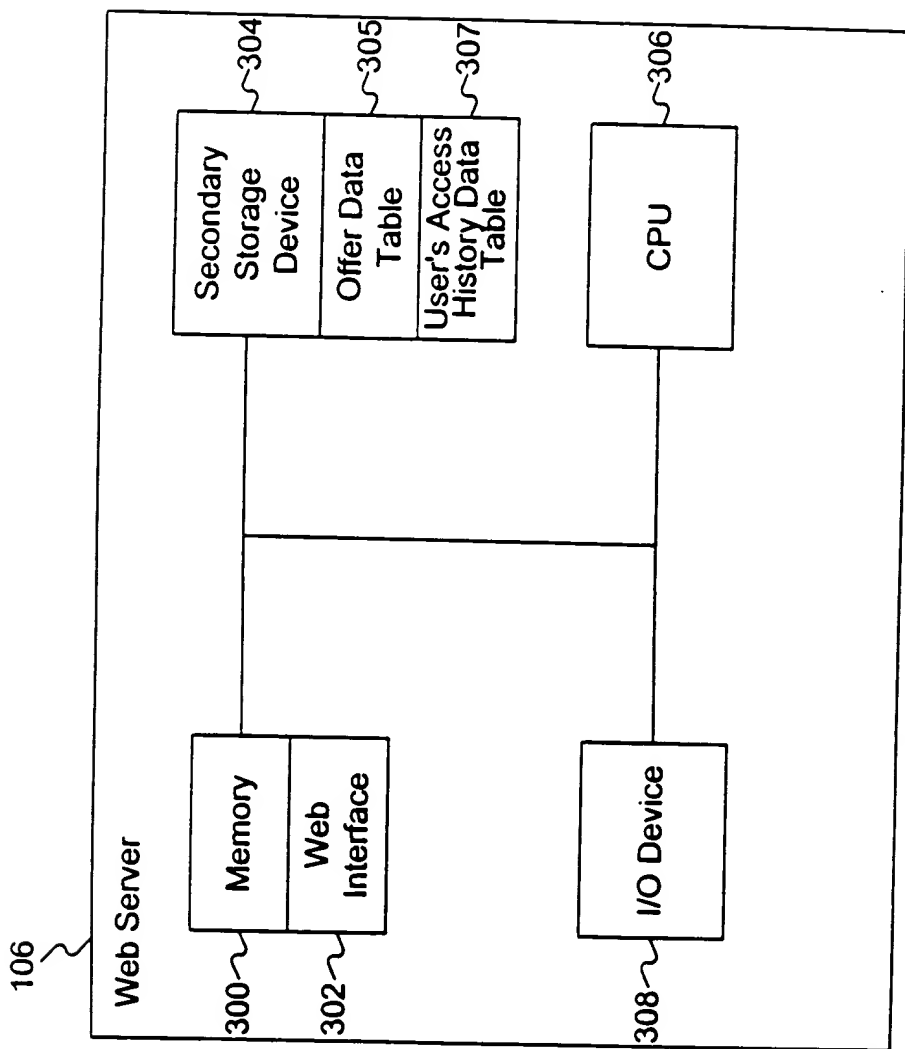 106
Web Server
300
Memory
302
Web
Interface
Secondary
Storage
Device
304
Offer Data
Table
305
User's Access
History Data
Table
307
308
I/O Device
CPU
306